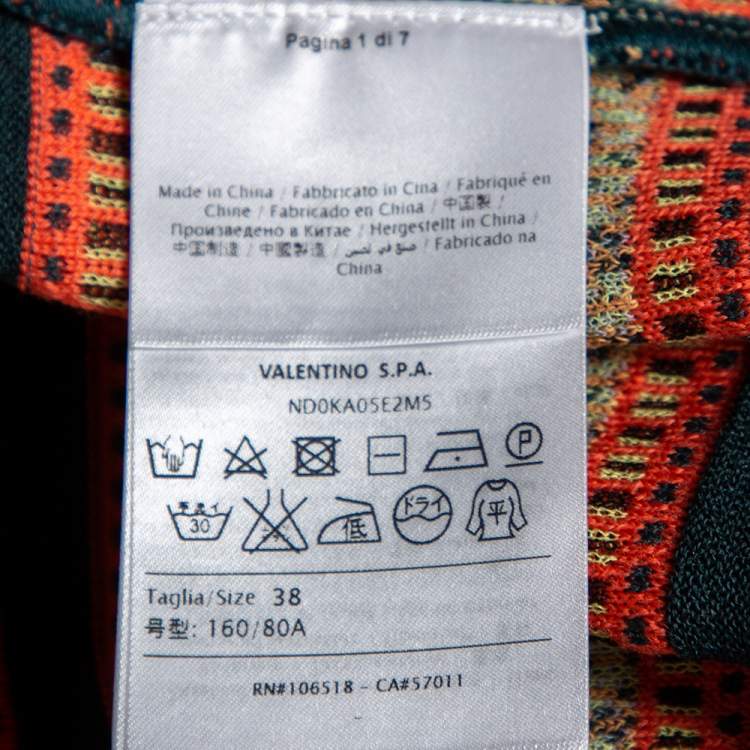 Pagina 1 di 7
Made in China / Fabbricato in Cina / Fabriqué en
Chine / Fabricado en China / 中国製 /
Произведено в Китае / Hergestellt in China /
中国制造 / 中國製造 / صنع في الصين / Fabricado na
China
VALENTINO S.P.A.
ND0KA05E2M5
P
30 低 ドライ 平
Taglia/Size 38
号型: 160/80A
RN#106518 - CA#57011